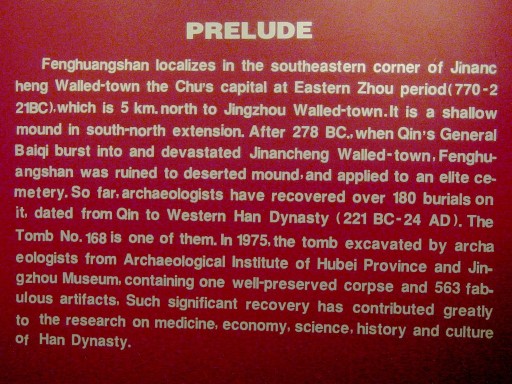 PRELUDE
Fenghuangshan localizes in the southeastern corner of Jinanc
heng Walled-town the Chu's capital at Eastern Zhou period(770-2
21BC),which is 5 km. north to Jingzhou Walled-town.It is a shallow
mound in south-north extension. After 278 BC.,when Qin's General
Baiqi burst into and devastated Jinancheng Walled-town,Fenghu-
angshan was ruined to deserted mound,and applied to an elite ce-
metery. So far,archaeologists have recovered over 180 burials on
it, dated from Qin to Western Han Dynasty (221 BC-24 AD). The
Tomb No.168 is one of them. In 1975,the tomb excavated by archa
eologists from Archaeological Institute of Hubei Province and Jin-
gzhou Museum, containing one well-preserved corpse and 563 fab-
ulous artifacts. Such significant recovery has contributed greatly
to the research on medicine, economy, science, history and culture
of Han Dynasty.